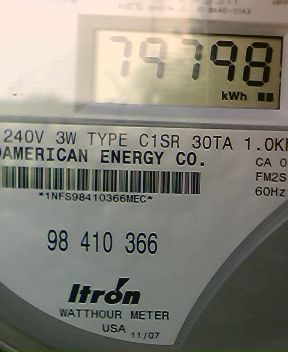 79798
kWh
240V 3W TYPE C1SR 30TA 1.0K
AMERICAN ENERGY CO.
CA 0
FM2S
60Hz
*1NFS98410366MEC*
98 410 366
Itron
WATTHOUR METER
USA 11/07